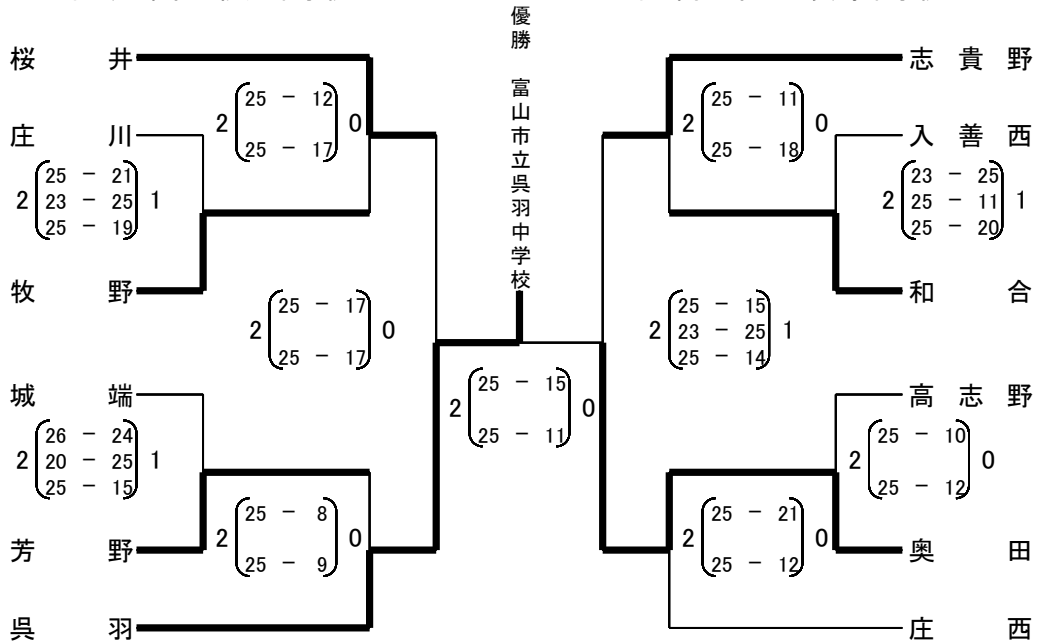 優勝 富山市立呉羽中学校
桜井
2 25 - 12 0
25 - 17
庄川
2 25 - 21 1
23 - 25
25 - 19
牧野
2 25 - 17 0
25 - 17
城端
2 26 - 24 1
20 - 25
25 - 15
芳野
2 25 - 8 0
25 - 9
呉羽
2 25 - 15 0
25 - 11
志貴野
2 25 - 11 0
25 - 18
入善西
2 23 - 25 1
25 - 11
25 - 20
和合
2 25 - 15 1
23 - 25
25 - 14
高志野
2 25 - 10 0
25 - 12
奥田
2 25 - 21 0
25 - 12
庄西